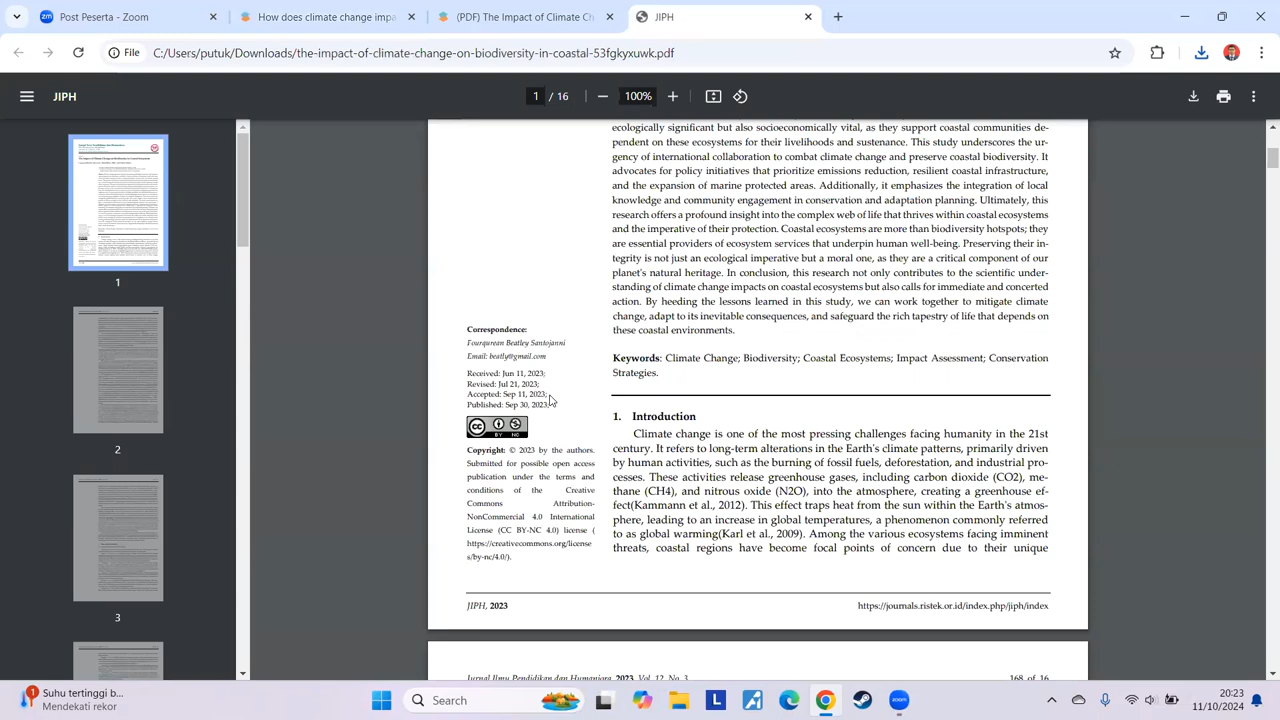 Post Peserta - Zoom
How does climate change impa
(PDF) The Impact of Climate Ch
JIPH
File
C:/Users/putuk/Downloads/the-impact-of-climate-change-on-biodiversity-in-coastal-53fgkyxuwk.pdf
JIPH
1 / 16
100%
1
2
3
ecologically significant but also socioeconomically vital, as they support coastal communities de-
pendent on these ecosystems for their livelihoods and sustenance. This study underscores the ur-
gency of international collaboration to combat climate change and preserve coastal biodiversity. It
advocates for policy initiatives that prioritize emissions reduction, resilient coastal infrastructure,
and the expansion of marine protected areas. Additionally, it emphasizes the integration of local
knowledge and community engagement in conservation and adaptation planning. Ultimately, this
research offers a profound insight into the complex web of life that thrives within coastal ecosystems
and the imperative of their protection. Coastal ecosystems are more than biodiversity hotspots; they
are essential providers of ecosystem services that underpin human well-being. Preserving their in-
tegrity is not just an ecological imperative but a moral one, as they are a critical component of our
planet's natural heritage. In conclusion, this research not only contributes to the scientific under-
standing of climate change impacts on coastal ecosystems but also calls for immediate and concerted
action. By heeding the lessons learned in this study, we can work together to mitigate climate
change, adapt to its inevitable consequences, and safeguard the rich tapestry of life that depends on
these coastal environments.
Keywords: Climate Change; Biodiversity; Coastal Ecosystems; Impact Assessment; Conservation
Strategies.
Correspondence:
Fourqurean Beatley Santojanni
Email: beatly@gmail.com
Received: Jun 11, 2023;
Revised: Jul 21, 2023;
Accepted: Sep 11, 2023;
Published: Sep 30, 2023;
CC BY NC
Copyright: © 2023 by the authors.
Submitted for possible open access
publication under the terms and
conditions of the Creative
Commons Attribution-
NonCommercial 4.0 International
License (CC BY-NC 4.0) license (
https://creativecommons.org/license
s/by-nc/4.0/).
1. Introduction
Climate change is one of the most pressing challenges facing humanity in the 21st
century. It refers to long-term alterations in the Earth's climate patterns, primarily driven
by human activities, such as the burning of fossil fuels, deforestation, and industrial pro-
cesses. These activities release greenhouse gases, including carbon dioxide (CO2), me-
thane (CH4), and nitrous oxide (N2O), into the atmosphere, creating a greenhouse ef-
fect(Kammann et al., 2012). This effect traps heat from the sun within the Earth's atmos-
phere, leading to an increase in global temperatures, a phenomenon commonly referred
to as global warming(Karl et al., 2009). Among the various ecosystems facing imminent
threats, coastal regions have become focal points of concern due to their unique
JIPH, 2023
https://journals.ristek.or.id/index.php/jiph/index
Jurnal Ilmu Pendidikan dan Humaniora, 2023, Vol. 12, No. 3
168 of 16
1
Suhu tertinggi b...
Mendekati rekor
Search
20:23
11/10/2024